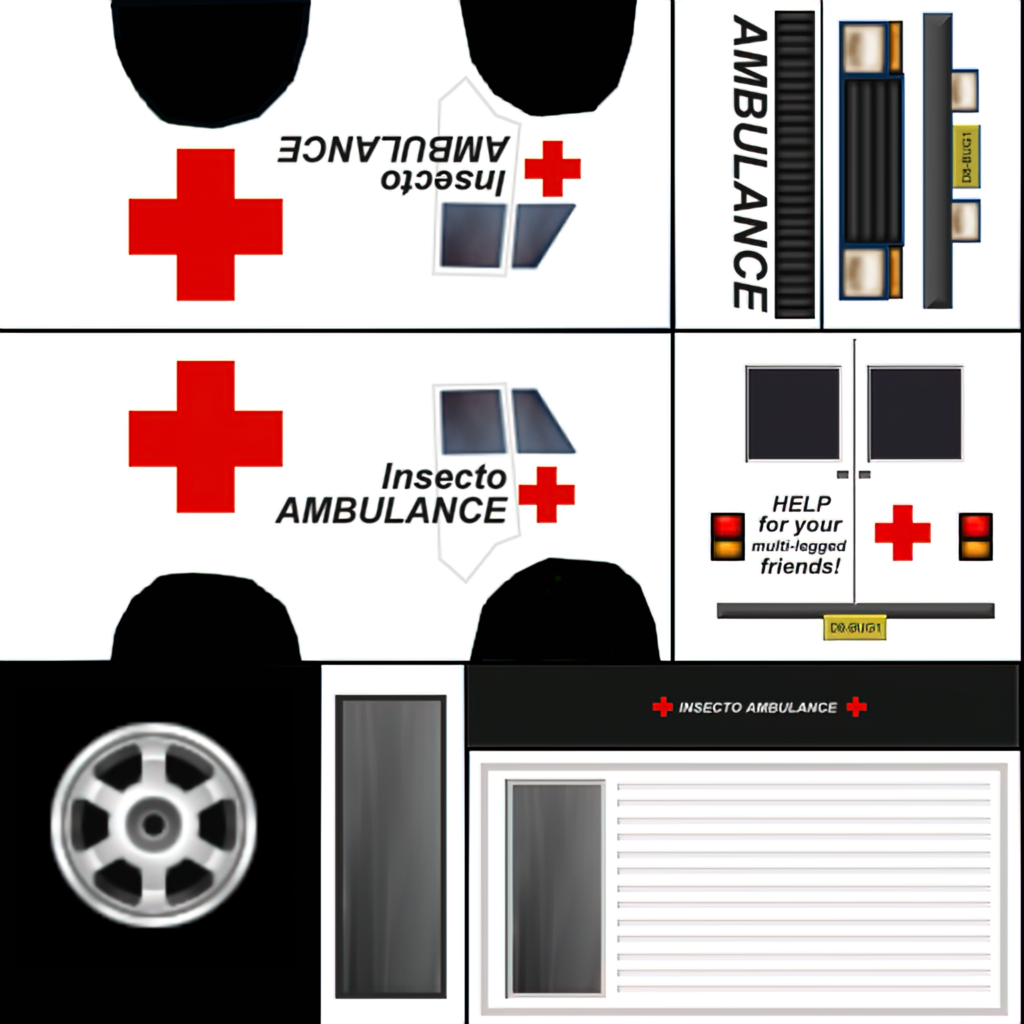 AMBULANCE
Insecto
AMBULANCE
Insecto
AMBULANCE
HELP
for your
multi-legged
friends!
INSECTO AMBULANCE